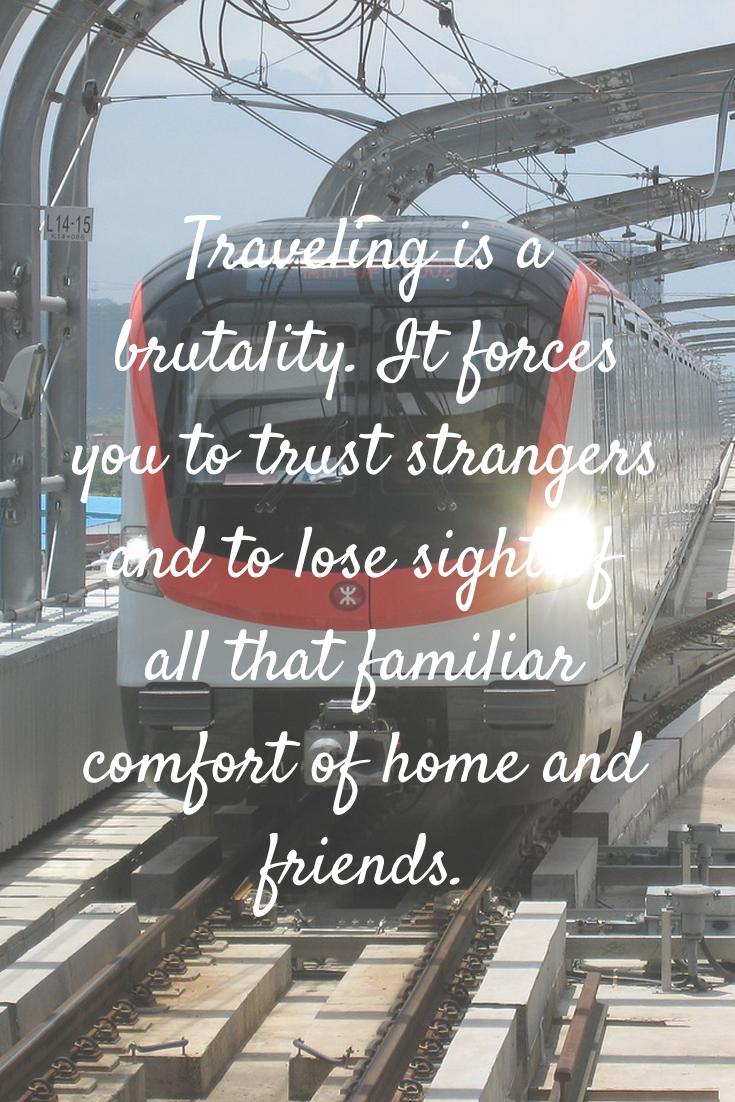 L14-15
Traveling is a
brutality. It forces
you to trust strangers
and to lose sight of
all that familiar
comfort of home and
friends.